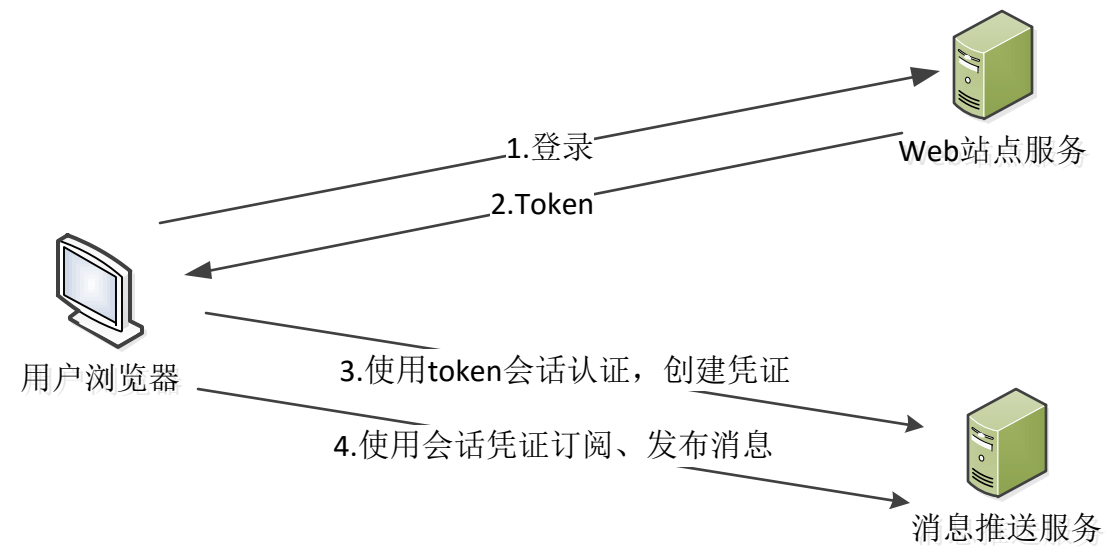 1.登录
Web站点服务
2.Token
用户浏览器
3.使用token会话认证，创建凭证
4.使用会话凭证订阅、发布消息
消息推送服务